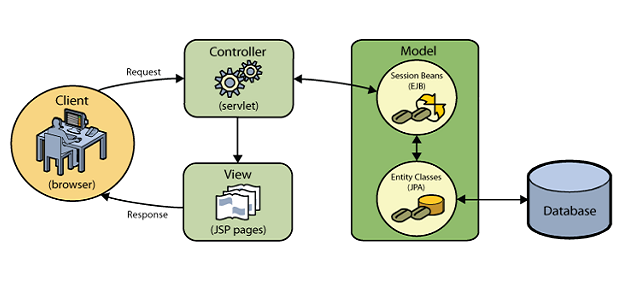 Client
(browser)
Request
Controller
(servlet)
View
(JSP pages)
Response
Model
Session Beans
(EJB)
Entity Classes
(JPA)
Database